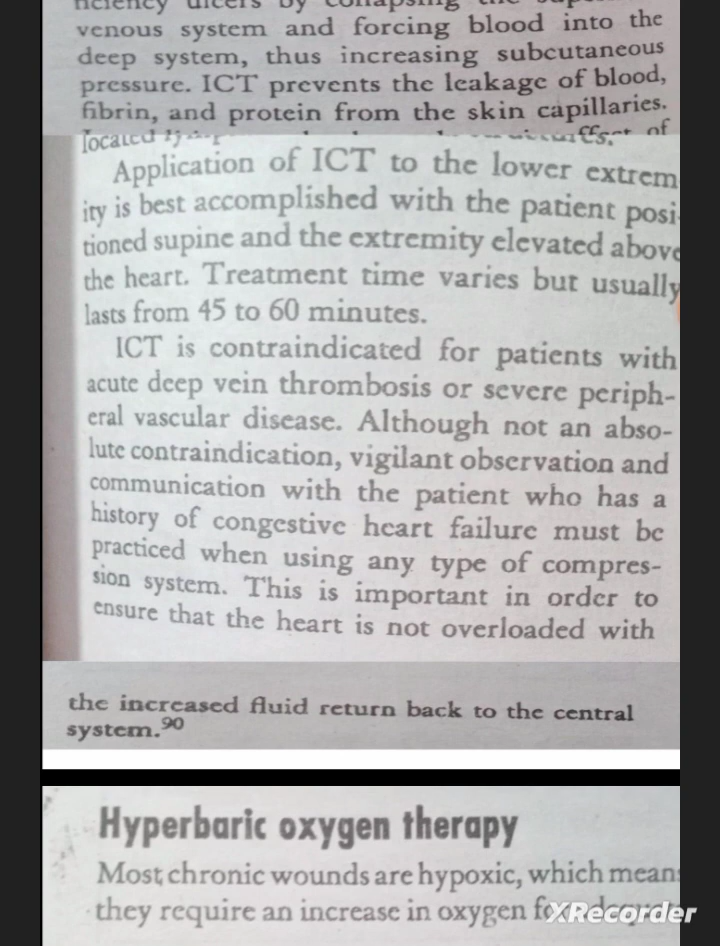 venous system and forcing blood into the
deep system, thus increasing subcutaneous
pressure. ICT prevents the leakage of blood,
fibrin, and protein from the skin capillaries.
located
of
Application of ICT to the lower extrem
ity is best accomplished with the patient posi-
tioned supine and the extremity elevated above
the heart. Treatment time varies but usually
lasts from 45 to 60 minutes.
ICT is contraindicated for patients with
acute deep vein thrombosis or severe periph-
eral vascular disease. Although not an abso-
lute contraindication, vigilant observation and
communication with the patient who has a
history of congestive heart failure must be
practiced when using any type of compres-
sion system. This is important in order to
ensure that the heart is not overloaded with
the increased fluid return back to the central
system.90
Hyperbaric oxygen therapy
Most chronic wounds are hypoxic, which means
they require an increase in oxygen
XRecorder